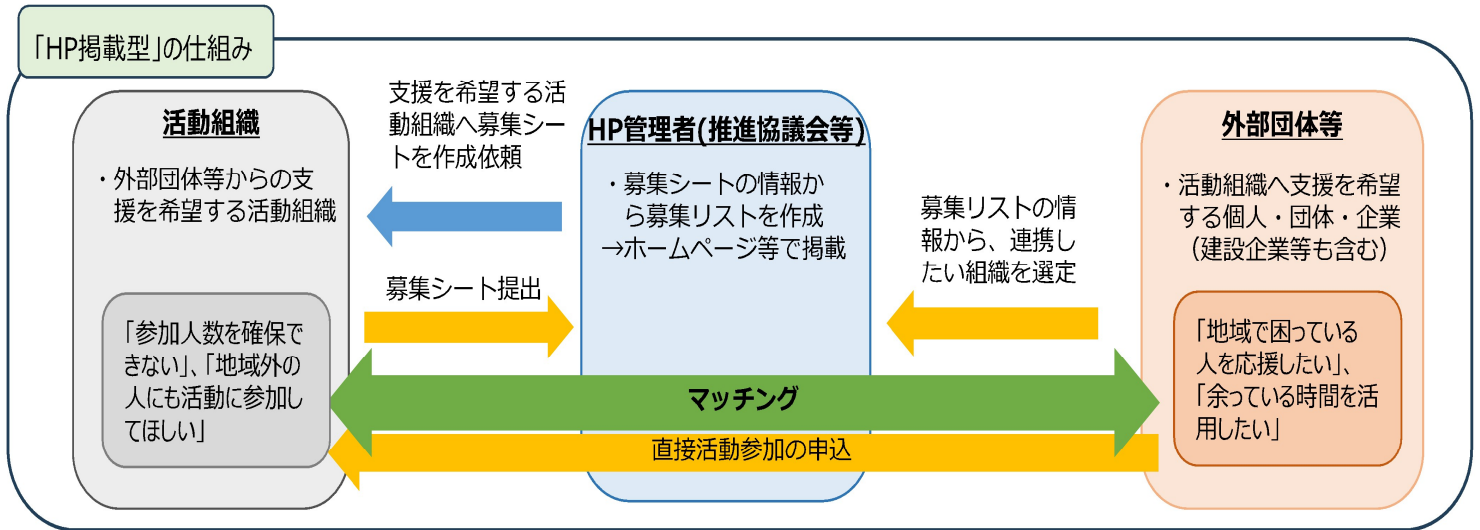 「HP掲載型」の仕組み
活動組織
・外部団体等からの支
援を希望する活動組織
「参加人数を確保で
きない」、「地域外の
人にも活動に参加し
てほしい」
支援を希望する活
動組織へ募集シー
トを作成依頼
募集シート提出
HP管理者(推進協議会等)
・募集シートの情報か
ら募集リストを作成
→ホームページ等で掲載
募集リストの情
報から、連携し
たい組織を選定
外部団体等
・活動組織へ支援を希望
する個人・団体・企業
（建設企業等も含む）
「地域で困っている
人を応援したい」、
「余っている時間を活
用したい」
マッチング
直接活動参加の申込